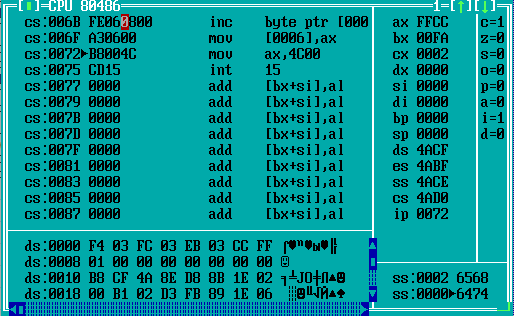 [■]=CPU 80486 1=[↑][↓]
cs:006B FE060800 inc byte ptr [000 ax FFCC c=1
cs:006F A30600 mov [0006],ax bx 00FA z=0
cs:0072►B8004C mov ax,4C00 cx 0002 s=0
cs:0075 CD15 int 15 dx 0000 o=0
cs:0077 0000 add [bx+si],al si 0000 p=0
cs:0079 0000 add [bx+si],al di 0000 a=0
cs:007B 0000 add [bx+si],al bp 0000 i=1
cs:007D 0000 add [bx+si],al sp 0000 d=0
cs:007F 0000 add [bx+si],al ds 4ACF
cs:0081 0000 add [bx+si],al es 4ABF
cs:0083 0000 add [bx+si],al ss 4ACE
cs:0085 0000 add [bx+si],al cs 4AD0
cs:0087 0000 add [bx+si],al ip 0072
ds:0000 F4 03 FC 03 EB 03 CC FF
ds:0008 01 00 00 00 00 00 00 00 ☺
ds:0010 B8 CF 4A 8E D8 8B 1E 02 ss:0002 6568
ds:0018 00 B1 02 D3 FB 89 1E 06 ss:0000►6474